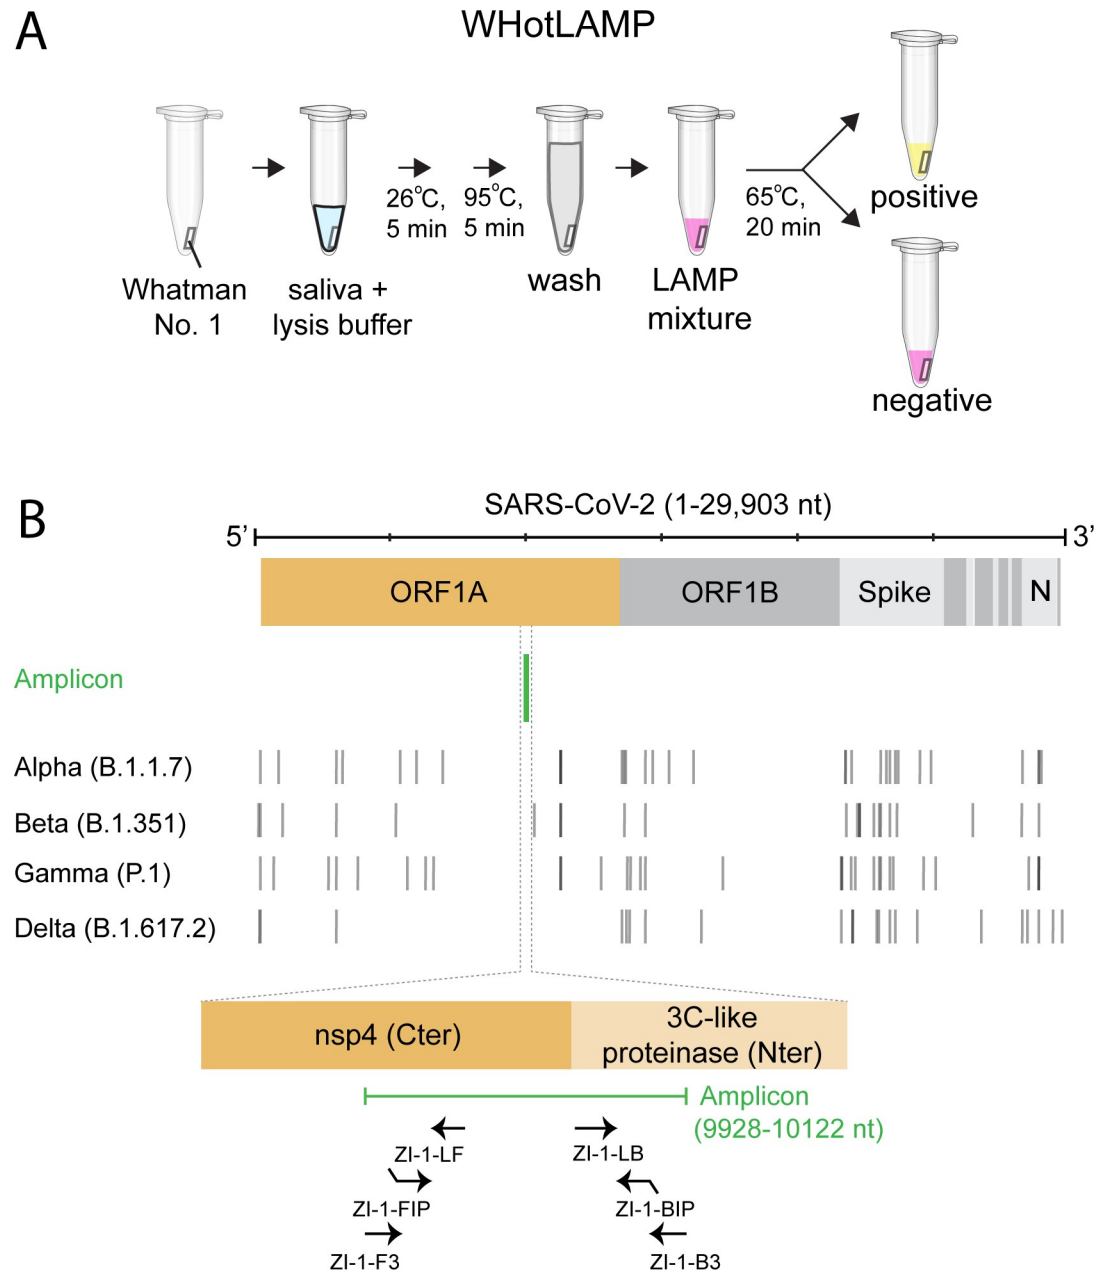 A
WHotLAMP
Whatman
No. 1
saliva +
lysis buffer
26°C,
5 min
95°C,
5 min
wash
LAMP
mixture
65°C,
20 min
positive
negative
B
SARS-CoV-2 (1-29,903 nt)
5’
3’
ORF1A
ORF1B
Spike
N
Amplicon
Alpha (B.1.1.7)
Beta (B.1.351)
Gamma (P.1)
Delta (B.1.617.2)
nsp4 (Cter)
3C-like
proteinase (Nter)
Amplicon
(9928-10122 nt)
ZI-1-LF
ZI-1-LB
ZI-1-FIP
ZI-1-BIP
ZI-1-F3
ZI-1-B3